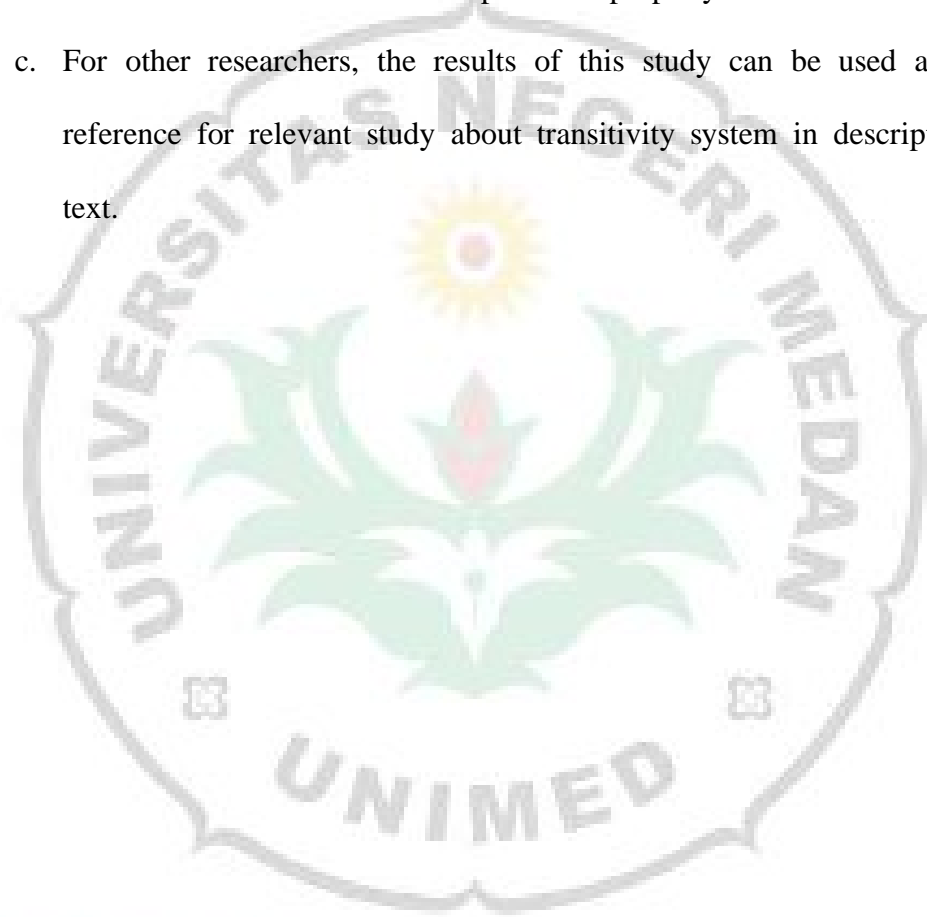 c. For other researchers, the results of this study can be used a
reference for relevant study about transitivity system in descrip
text.
UNIVERSITAS NEGERI MEDAN
UNIMED